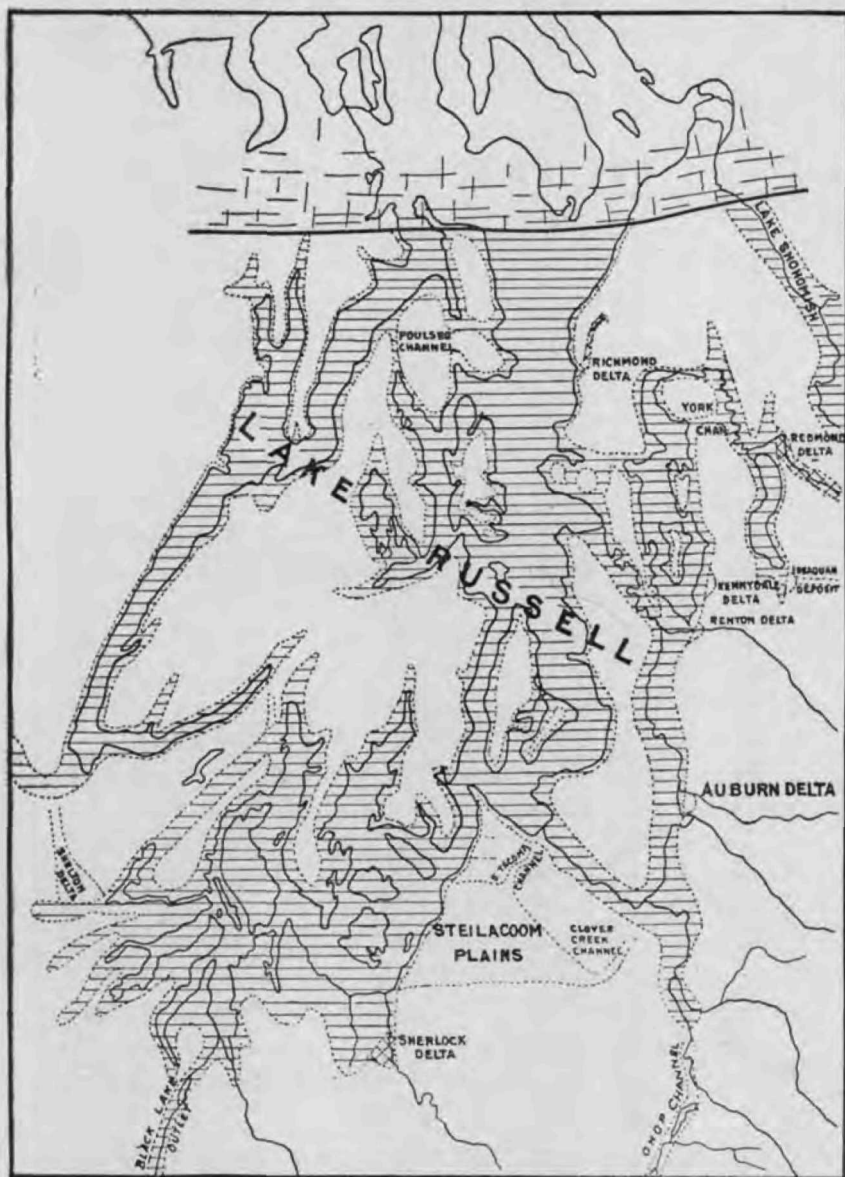 LAKE SNOHOMISH
POULSBO
CHANNEL
RICHMOND
DELTA
YORK
CHAN.
REDMOND
DELTA
LAKE RUSSELL
ISSAQUAH
DEPOSIT
KENNYDALE
DELTA
RENTON DELTA
AUBURN DELTA
SHELTON
DELTA
S TACOMA
CHANNEL
STEILACOOM
PLAINS
CLOVER
CREEK
CHANNEL
SHERLOCK
DELTA
BLACK LAKE
OUTLET
OHOP CHANNEL